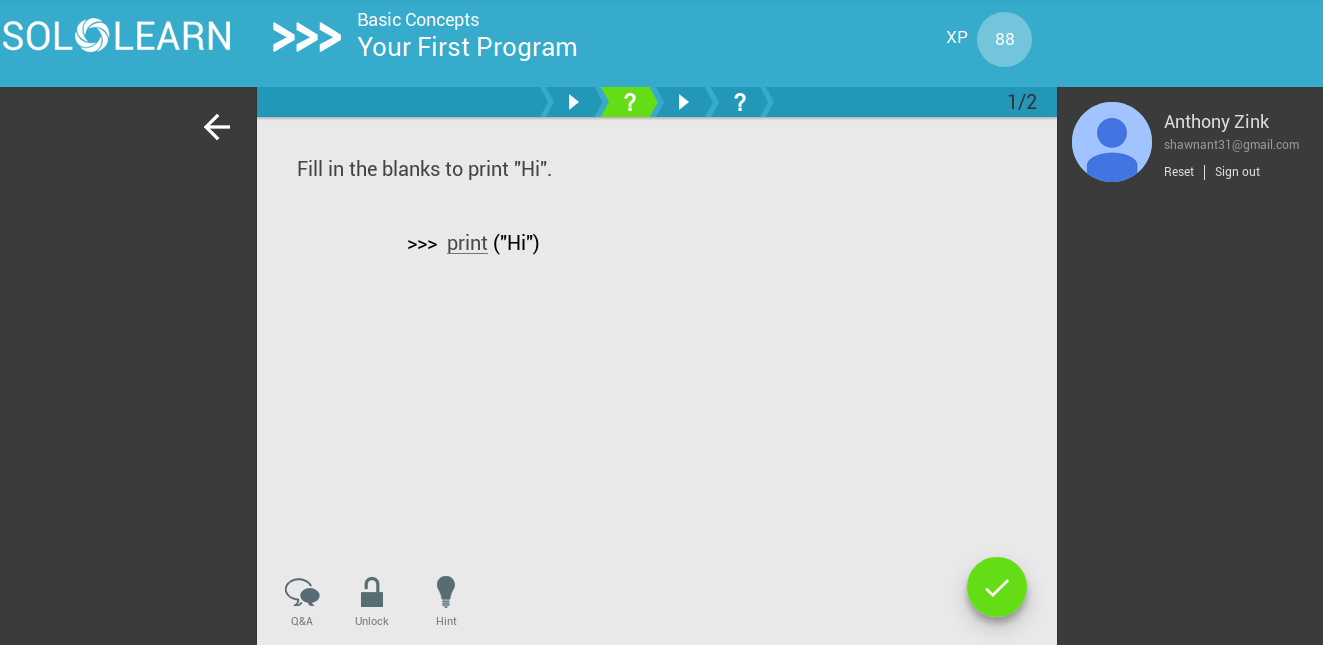 SOLOLEARN
>>> Basic Concepts
Your First Program
XP 88
? ? 1/2
Anthony Zink
shawnant31@gmail.com
Reset | Sign out
Fill in the blanks to print "Hi".
>>> print ("Hi")
Q&A Unlock Hint